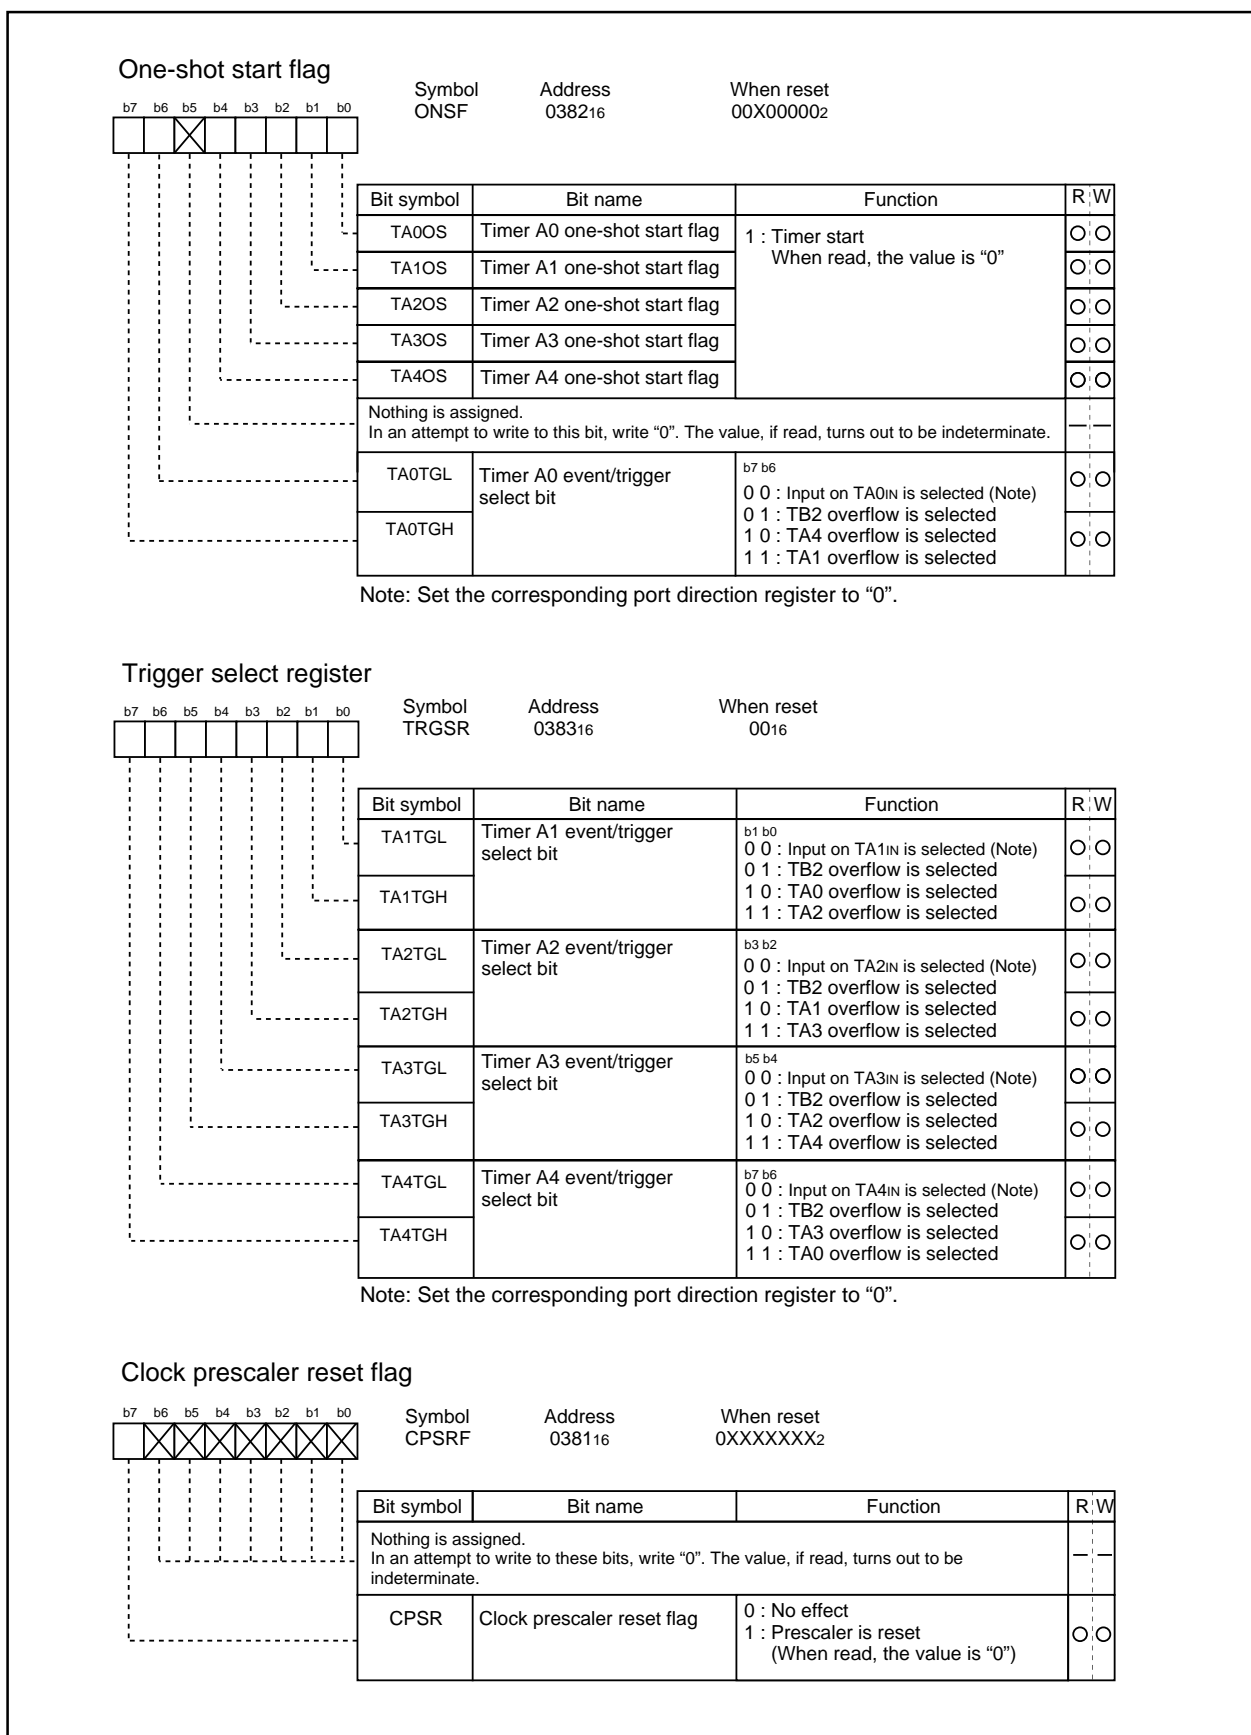 One-shot start flag
Symbol Address When reset
ONSF 038216 00X000002
b7 b6 b5 b4 b3 b2 b1 b0
Bit symbol Bit name Function R W
TA0OS Timer A0 one-shot start flag 1 : Timer start
When read, the value is “0”
TA1OS Timer A1 one-shot start flag
TA2OS Timer A2 one-shot start flag
TA3OS Timer A3 one-shot start flag
TA4OS Timer A4 one-shot start flag
Nothing is assigned.
In an attempt to write to this bit, write “0”. The value, if read, turns out to be indeterminate.
TA0TGL Timer A0 event/trigger
select bit
TA0TGH
b7 b6
0 0 : Input on TA0IN is selected (Note)
0 1 : TB2 overflow is selected
1 0 : TA4 overflow is selected
1 1 : TA1 overflow is selected
Note: Set the corresponding port direction register to “0”.
Trigger select register
Symbol Address When reset
TRGSR 038316 0016
b7 b6 b5 b4 b3 b2 b1 b0
Bit symbol Bit name Function R W
TA1TGL Timer A1 event/trigger
select bit
TA1TGH
b1 b0
0 0 : Input on TA1IN is selected (Note)
0 1 : TB2 overflow is selected
1 0 : TA0 overflow is selected
1 1 : TA2 overflow is selected
TA2TGL Timer A2 event/trigger
select bit
TA2TGH
b3 b2
0 0 : Input on TA2IN is selected (Note)
0 1 : TB2 overflow is selected
1 0 : TA1 overflow is selected
1 1 : TA3 overflow is selected
TA3TGL Timer A3 event/trigger
select bit
TA3TGH
b5 b4
0 0 : Input on TA3IN is selected (Note)
0 1 : TB2 overflow is selected
1 0 : TA2 overflow is selected
1 1 : TA4 overflow is selected
TA4TGL Timer A4 event/trigger
select bit
TA4TGH
b7 b6
0 0 : Input on TA4IN is selected (Note)
0 1 : TB2 overflow is selected
1 0 : TA3 overflow is selected
1 1 : TA0 overflow is selected
Note: Set the corresponding port direction register to “0”.
Clock prescaler reset flag
Symbol Address When reset
CPSRF 038116 0XXXXXXX2
b7 b6 b5 b4 b3 b2 b1 b0
Bit symbol Bit name Function R W
Nothing is assigned.
In an attempt to write to these bits, write “0”. The value, if read, turns out to be
indeterminate.
CPSR Clock prescaler reset flag
0 : No effect
1 : Prescaler is reset
(When read, the value is “0”)